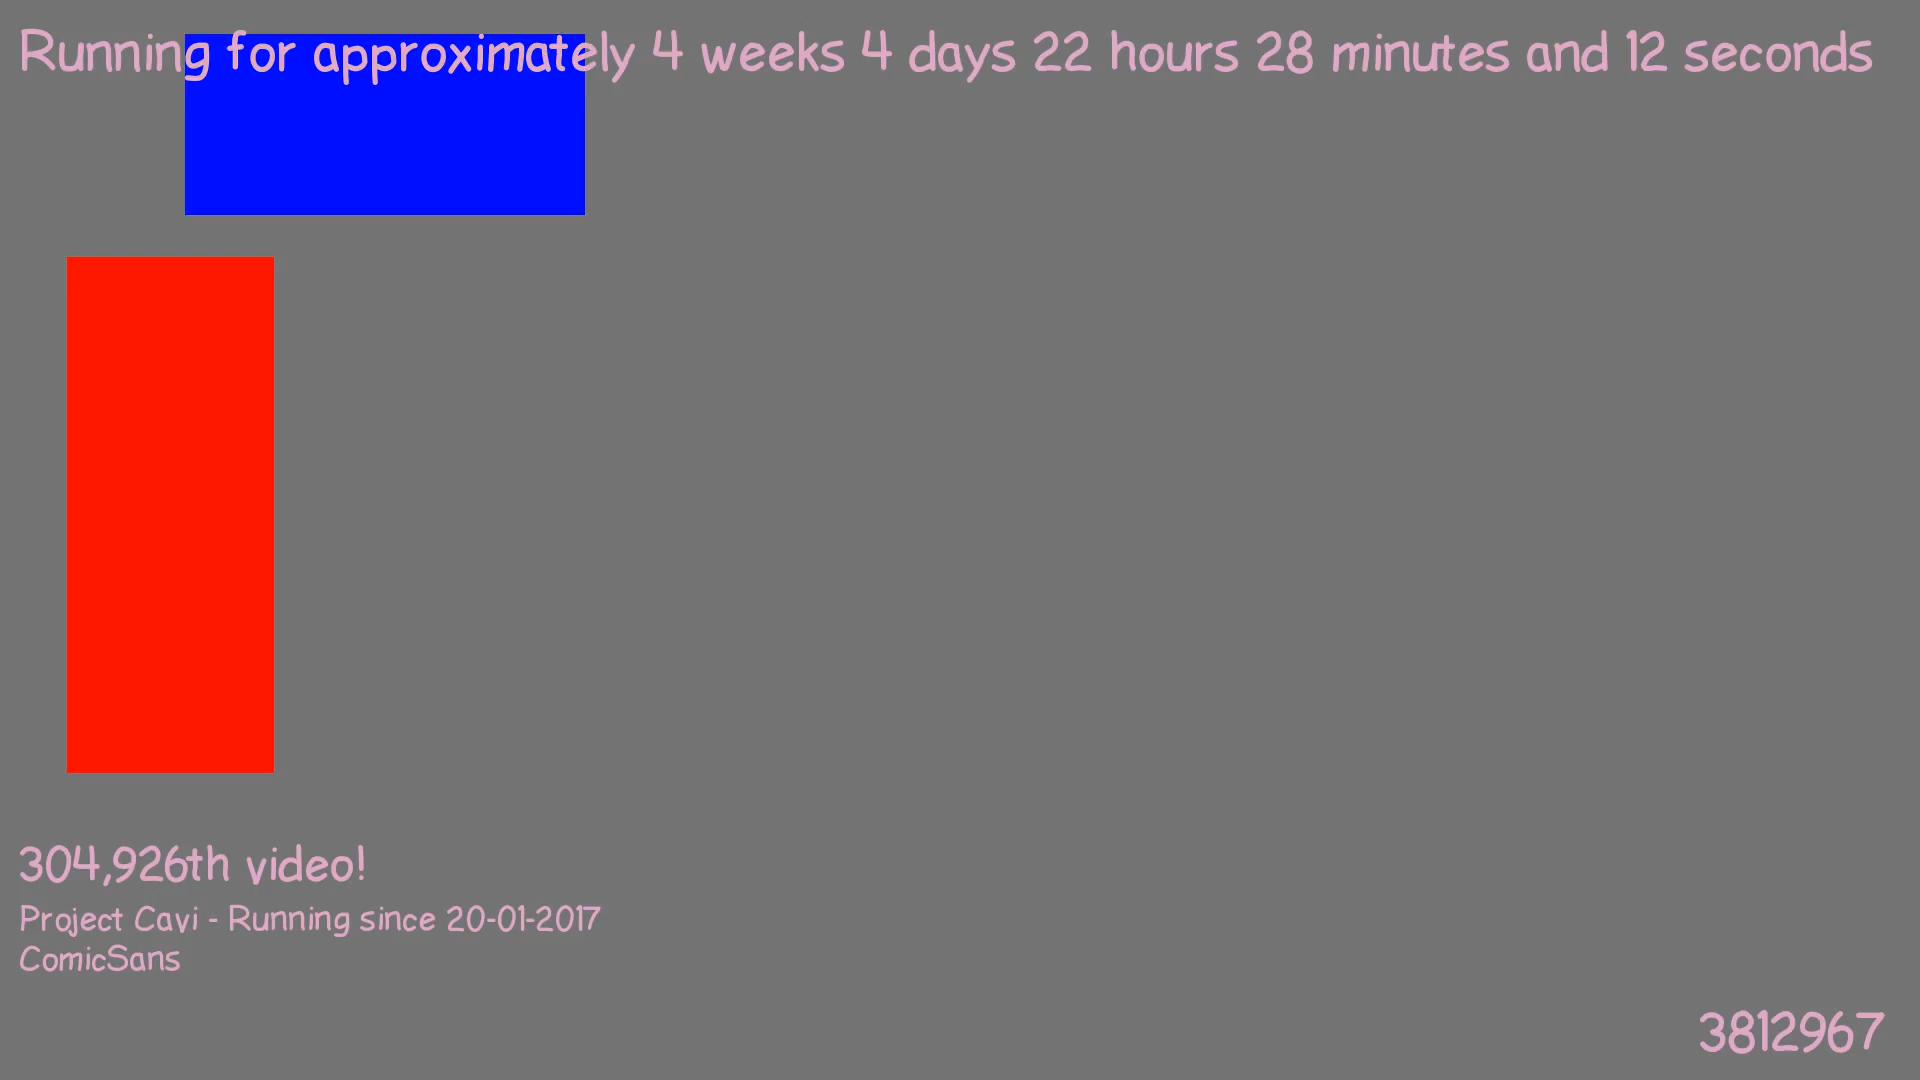 Running for approximately 4 weeks 4 days 22 hours 28 minutes and 12 seconds
304,926th video!
Project Cavi - Running since 20-01-2017
ComicSans
3812967